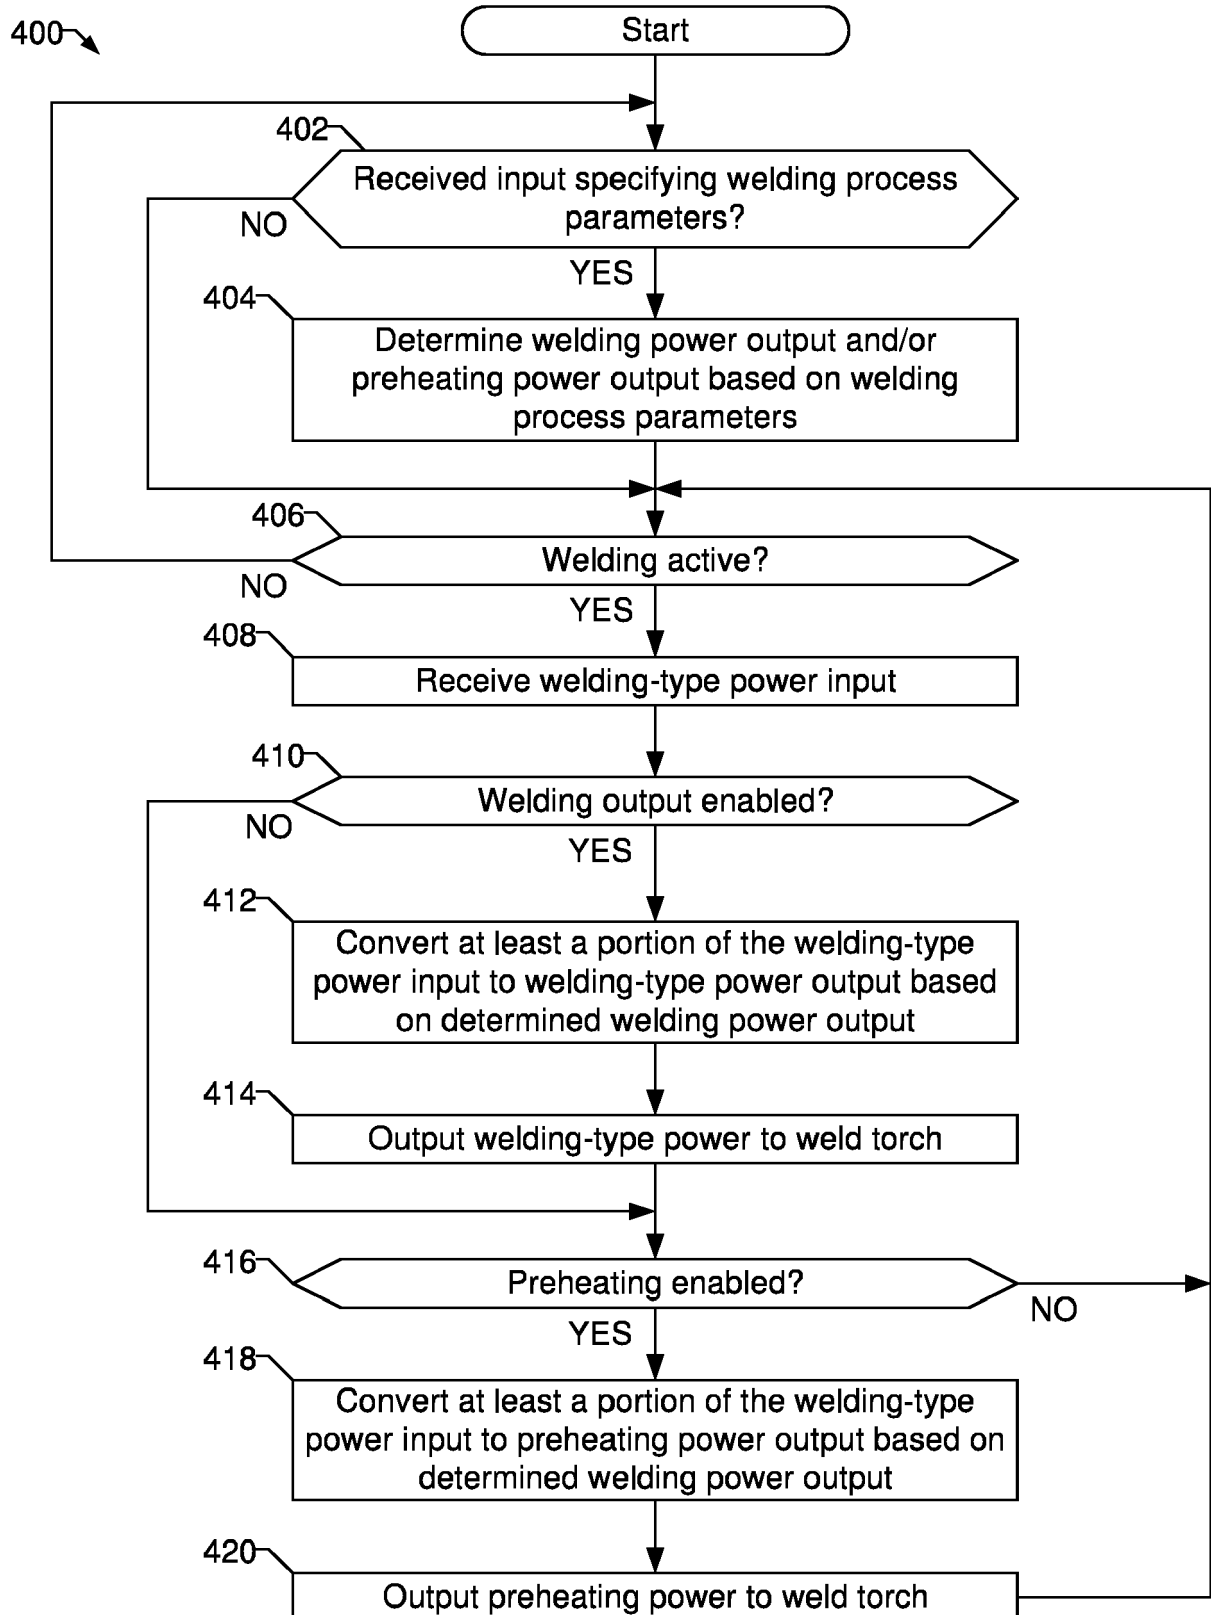 400
Start
402
Received input specifying welding process
parameters?
NO
YES
404
Determine welding power output and/or
preheating power output based on welding
process parameters
406
Welding active?
NO
YES
408
Receive welding-type power input
410
Welding output enabled?
NO
YES
412
Convert at least a portion of the welding-type
power input to welding-type power output based
on determined welding power output
414
Output welding-type power to weld torch
416
Preheating enabled?
NO
YES
418
Convert at least a portion of the welding-type
power input to preheating power output based on
determined welding power output
420
Output preheating power to weld torch